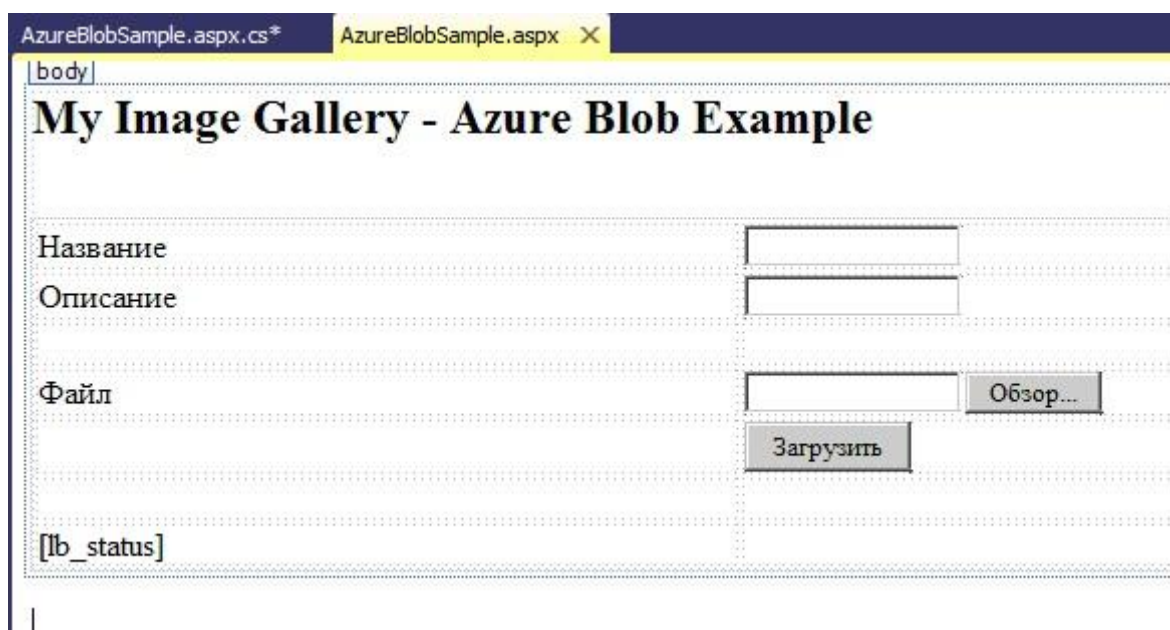 AzureBlobSample.aspx.cs* AzureBlobSample.aspx
body
My Image Gallery - Azure Blob Example
Название
Описание
Файл Обзор...
Загрузить
[lb_status]